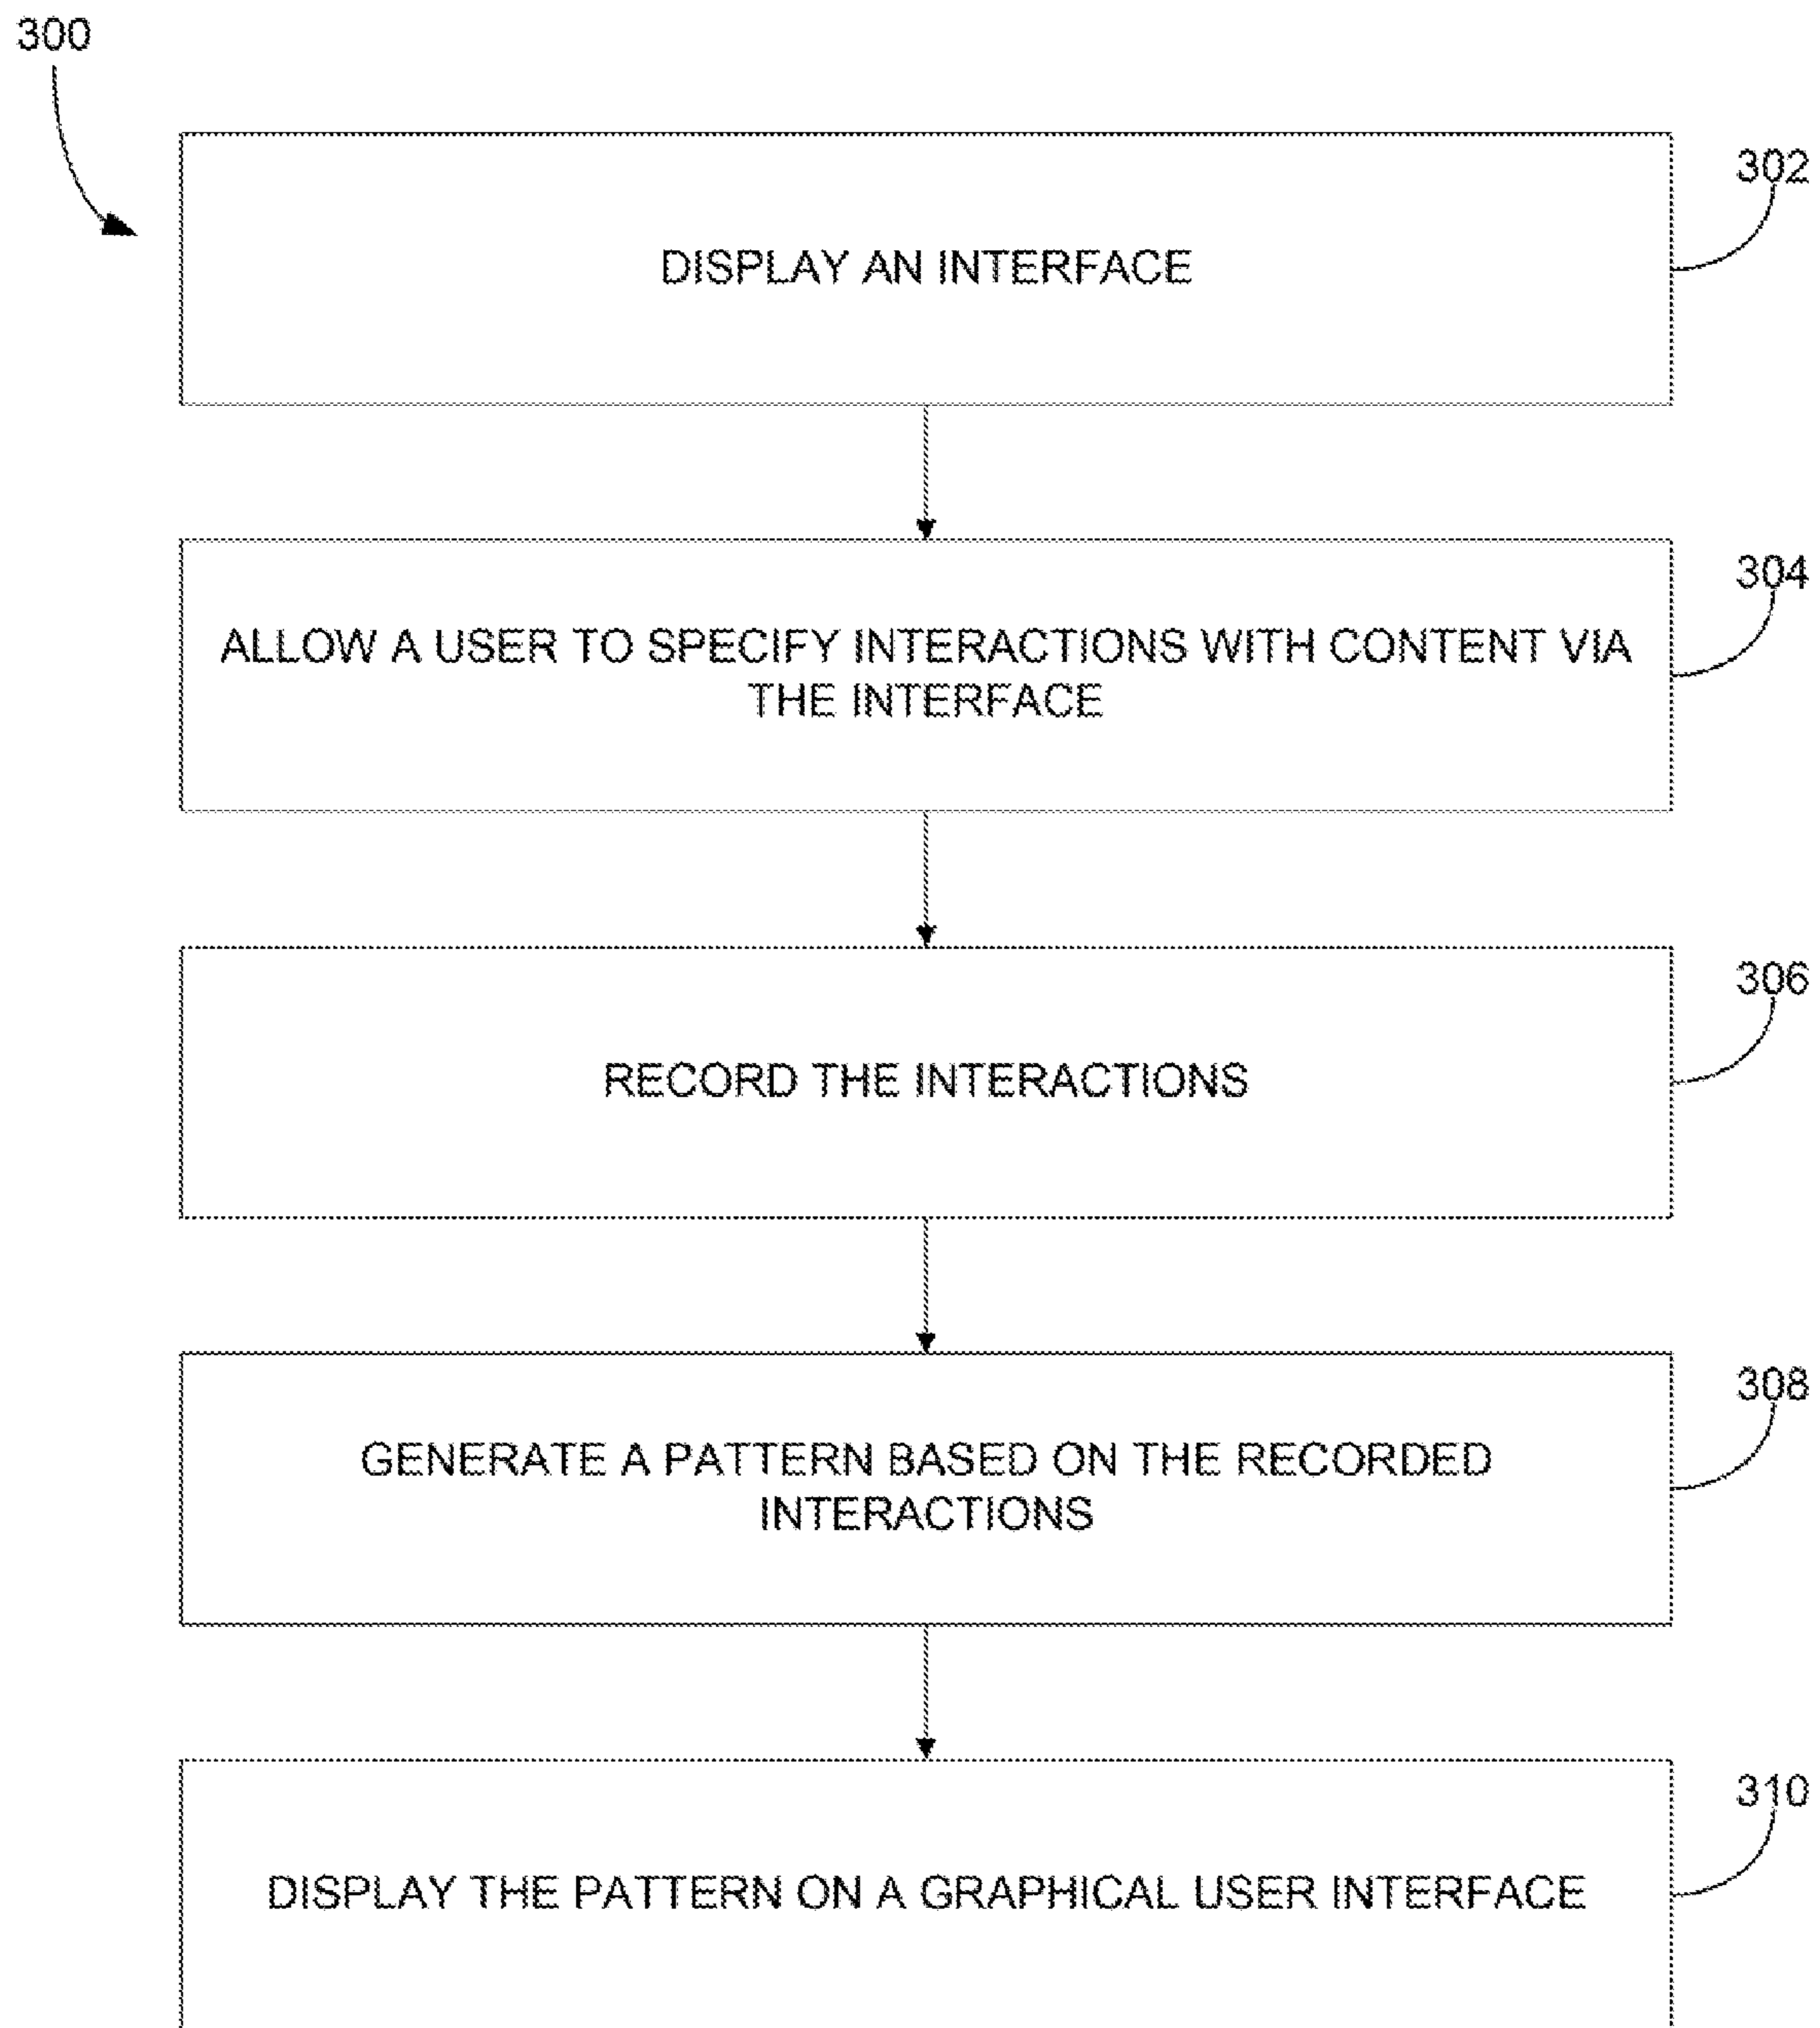 300
302
DISPLAY AN INTERFACE
304
ALLOW A USER TO SPECIFY INTERACTIONS WITH CONTENT VIA
THE INTERFACE
306
RECORD THE INTERACTIONS
308
GENERATE A PATTERN BASED ON THE RECORDED
INTERACTIONS
310
DISPLAY THE PATTERN ON A GRAPHICAL USER INTERFACE